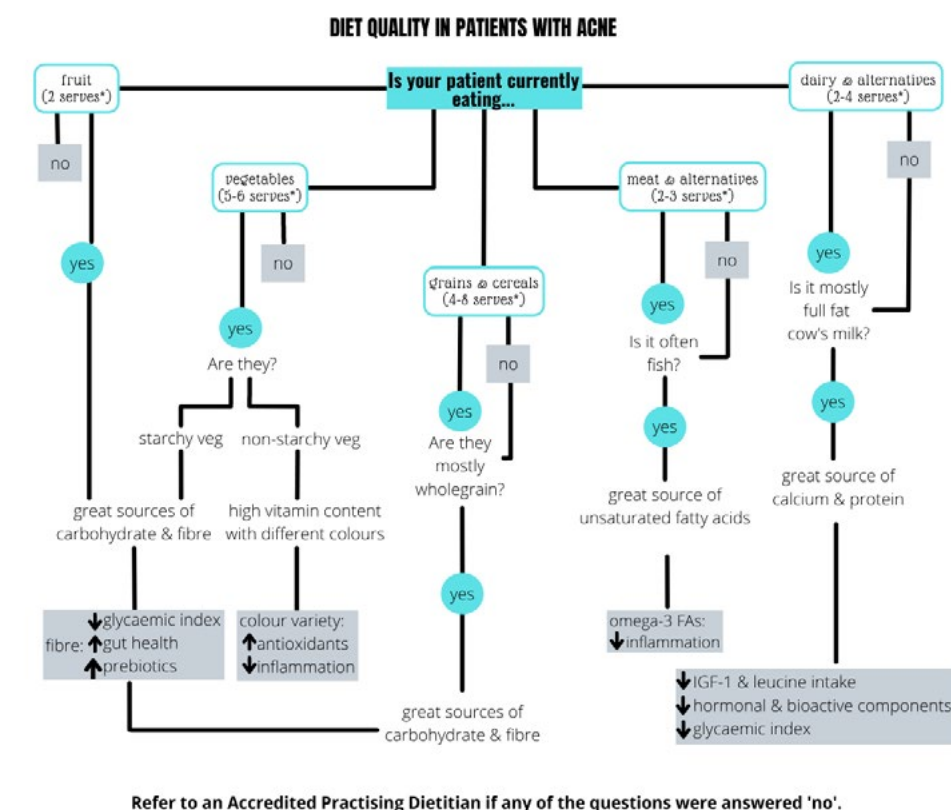 DIET QUALITY IN PATIENTS WITH ACNE
Is your patient currently
eating...
fruit
(2 serves*)
no
yes
vegetables
(5-6 serves*)
no
yes
Are they?
starchy veg
non-starchy veg
great sources of
carbohydrate & fibre
high vitamin content
with different colours
↓glycaemic index
fibre: ↑gut health
↑prebiotics
colour variety:
↑antioxidants
↓inflammation
grains & cereals
(4-8 serves*)
no
yes
Are they
mostly
wholegrain?
yes
great sources of
carbohydrate & fibre
meat & alternatives
(2-3 serves*)
no
yes
Is it often
fish?
yes
great source of
unsaturated fatty acids
omega-3 FAs:
↓inflammation
dairy & alternatives
(2-4 serves*)
no
yes
Is it mostly
full fat
cow's milk?
yes
great source of
calcium & protein
↓IGF-1 & leucine intake
↓hormonal & bioactive components
↓glycaemic index
Refer to an Accredited Practising Dietitian if any of the questions were answered 'no'.